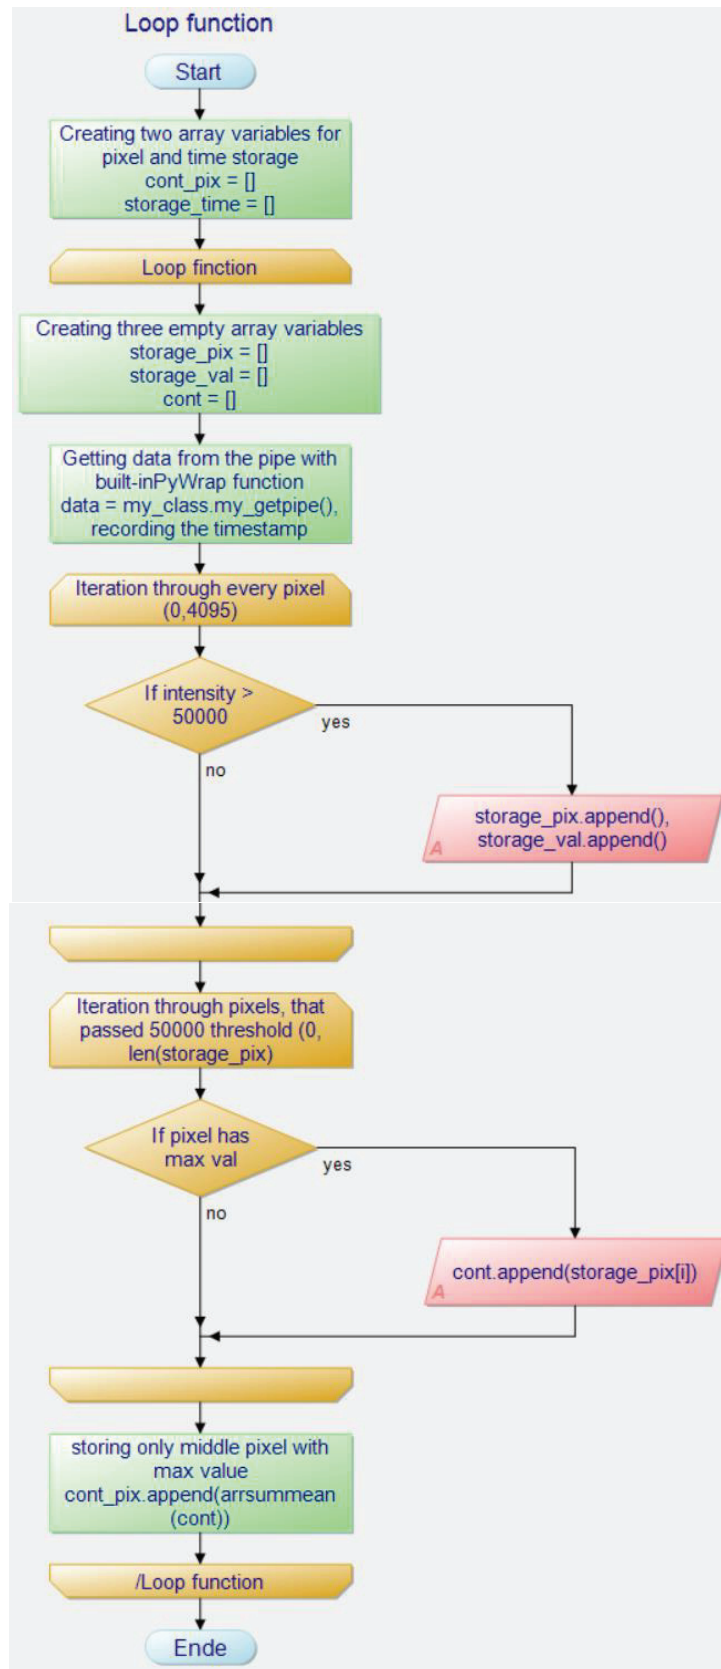 Loop function
Start
Creating two array variables for
pixel and time storage
cont_pix = []
storage_time = []
Loop finction
Creating three empty array variables
storage_pix = []
storage_val = []
cont = []
Getting data from the pipe with
built-inPyWrap function
data = my_class.my_getpipe(),
recording the timestamp
Iteration through every pixel
(0,4095)
If intensity >
50000
yes
no
storage_pix.append(),
storage_val.append()
A
Iteration through pixels, that
passed 50000 threshold (0,
len(storage_pix)
If pixel has
max val
yes
no
cont.append(storage_pix[i])
A
storing only middle pixel with
max value
cont_pix.append(arrsummean
(cont))
/Loop function
Ende